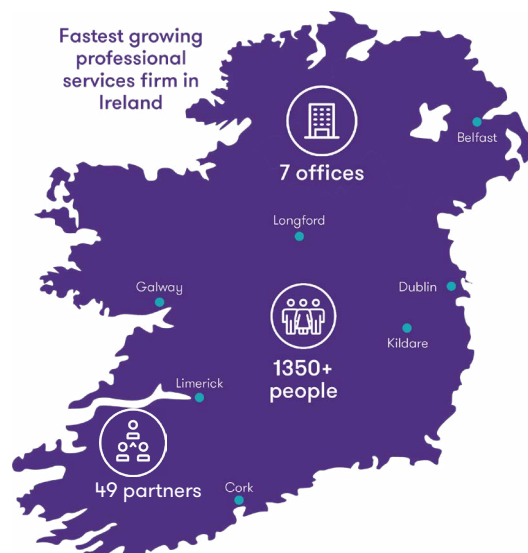 Fastest growing
professional
services firm in
Ireland
Belfast
7 offices
Longford
Galway
Dublin
Kildare
1350+
people
Limerick
49 partners
Cork